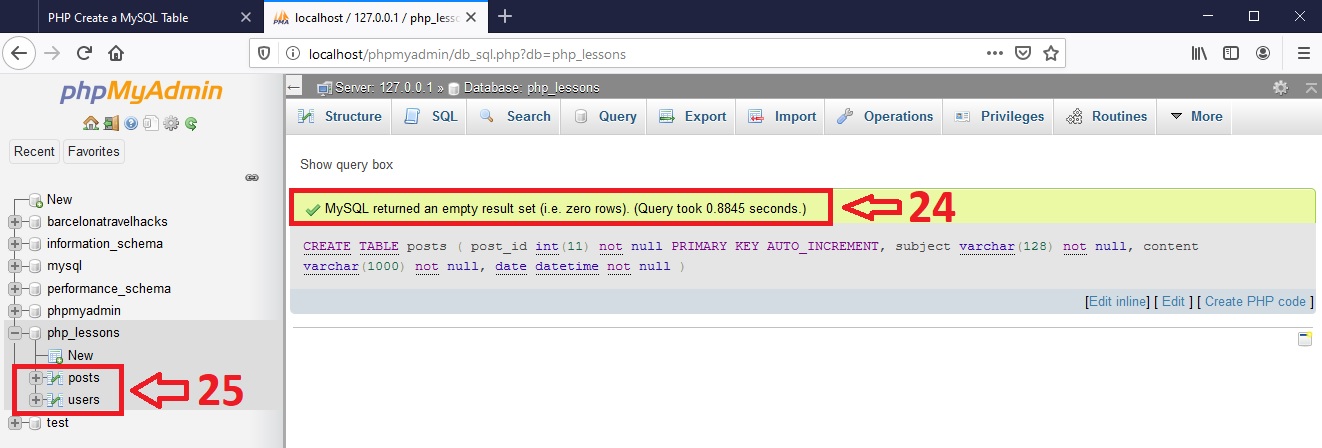 PHP Create a MySQL Table
localhost / 127.0.0.1 / php_less
localhost/phpmyadmin/db_sql.php?db=php_lessons
phpMyAdmin
Recent Favorites
New
barcelonatravelhacks
information_schema
mysql
performance_schema
phpmyadmin
php_lessons
New
posts
users
25
test
Server: 127.0.0.1 » Database: php_lessons
Structure SQL Search Query Export Import Operations Privileges Routines More
Show query box
MySQL returned an empty result set (i.e. zero rows). (Query took 0.8845 seconds.)
24
CREATE TABLE posts ( post_id int(11) not null PRIMARY KEY AUTO_INCREMENT, subject varchar(128) not null, content
varchar(1000) not null, date datetime not null )
[Edit inline] [ Edit ] [ Create PHP code ]